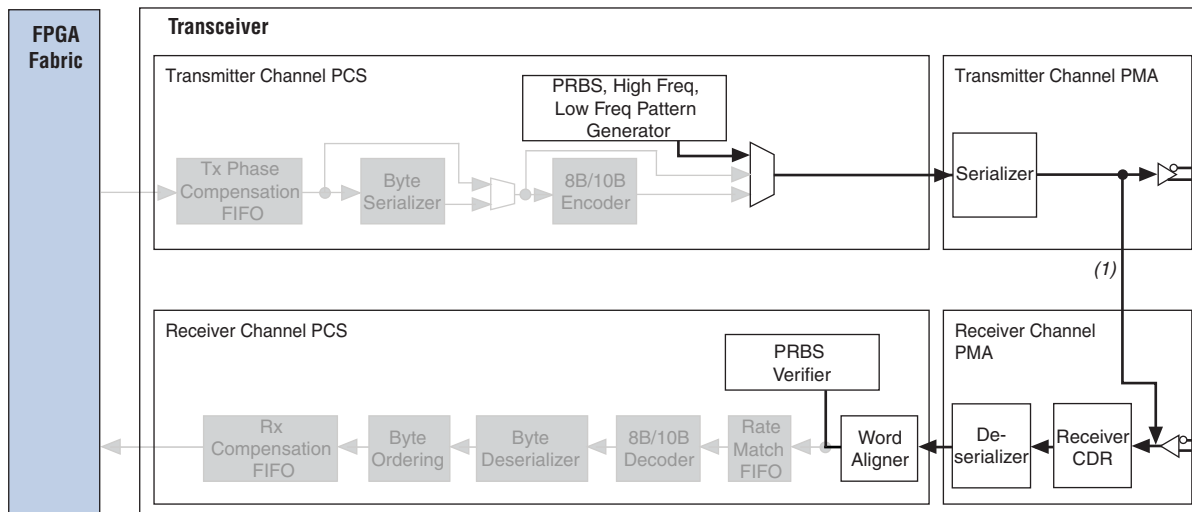 FPGA
Fabric
Transceiver
Transmitter Channel PCS
PRBS, High Freq,
Low Freq Pattern
Generator
Tx Phase
Compensation
FIFO
Byte
Serializer
8B/10B
Encoder
Transmitter Channel PMA
Serializer
(1)
Receiver Channel PCS
PRBS
Verifier
Rx
Compensation
FIFO
Byte
Ordering
Byte
Deserializer
8B/10B
Decoder
Rate
Match
FIFO
Word
Aligner
Receiver Channel
PMA
De-
serializer
Receiver
CDR